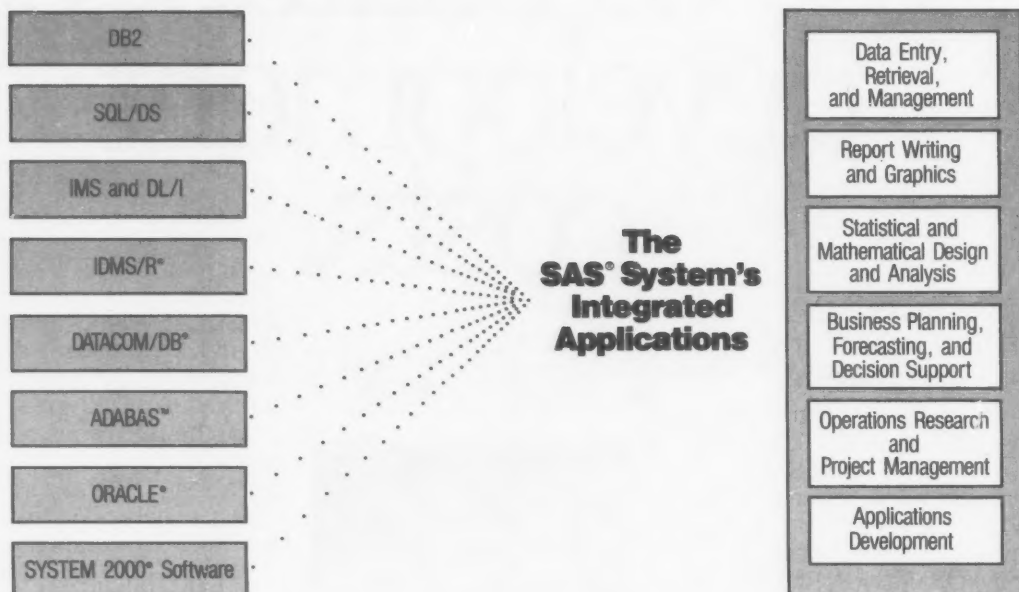 DB2
SQL/DS
IMS and DL/I
IDMS/R®
DATACOM/DB®
ADABAS™
ORACLE®
SYSTEM 2000® Software
The
SAS® System's
Integrated
Applications
Data Entry,
Retrieval,
and Management
Report Writing
and Graphics
Statistical and
Mathematical Design
and Analysis
Business Planning,
Forecasting, and
Decision Support
Operations Research
and
Project Management
Applications
Development